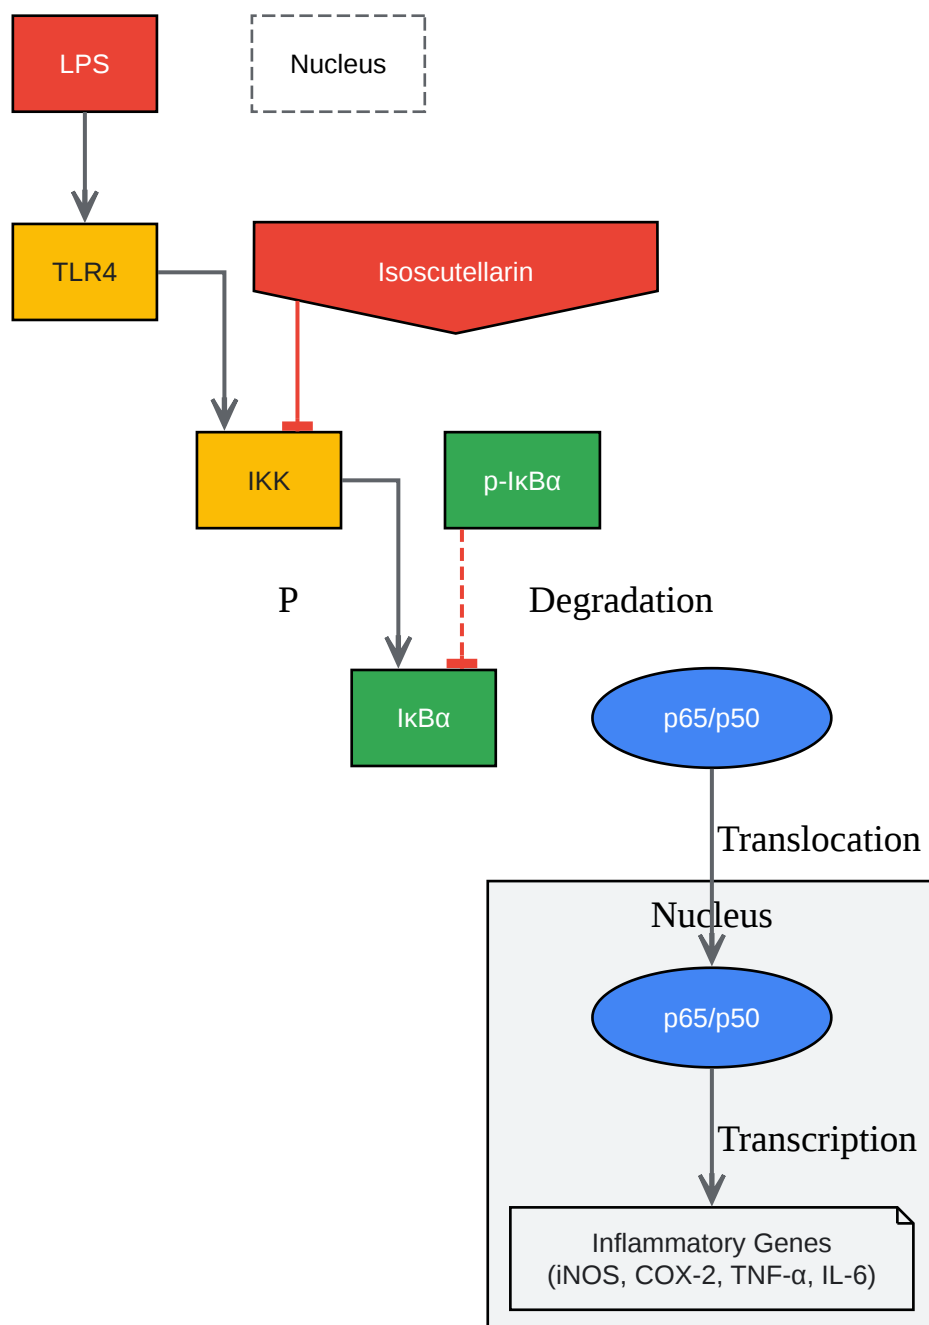 LPS
Nucleus
TLR4
Isoscutellarin
IKK
p-IκBα
P
Degradation
IκBα
p65/p50
Translocation
Nucleus
p65/p50
Transcription
Inflammatory Genes
(iNOS, COX-2, TNF-α, IL-6)